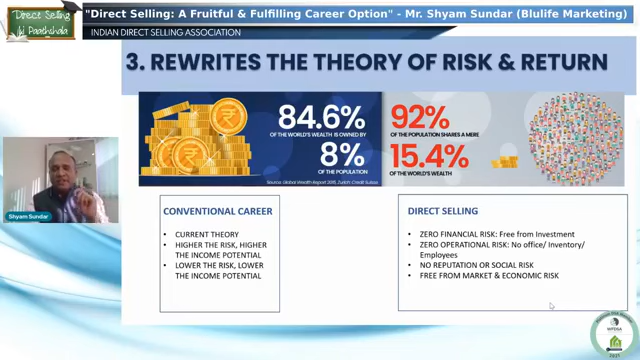 Direct Selling
Ki Paathshala
"Direct Selling: A Fruitful & Fulfilling Career Option" - Mr. Shyam Sundar (Blulife Marketing)
INDIAN DIRECT SELLING ASSOCIATION
3. REWRITES THE THEORY OF RISK & RETURN
84.6%
OF THE WORLD'S WEALTH IS OWNED BY
8%
OF THE POPULATION
Source: Global Wealth Report 2015, Zurich: Credit Suisse
92%
OF THE POPULATION SHARES A MERE
15.4%
OF THE WORLD'S WEALTH
Shyam Sundar
CONVENTIONAL CAREER
• CURRENT THEORY
• HIGHER THE RISK, HIGHER
THE INCOME POTENTIAL
• LOWER THE RISK, LOWER
THE INCOME POTENTIAL
DIRECT SELLING
• ZERO FINANCIAL RISK: Free from Investment
• ZERO OPERATIONAL RISK: No office/ Inventory/
Employees
• NO REPUTATION OR SOCIAL RISK
• FREE FROM MARKET & ECONOMIC RISK
WFDSA
2021